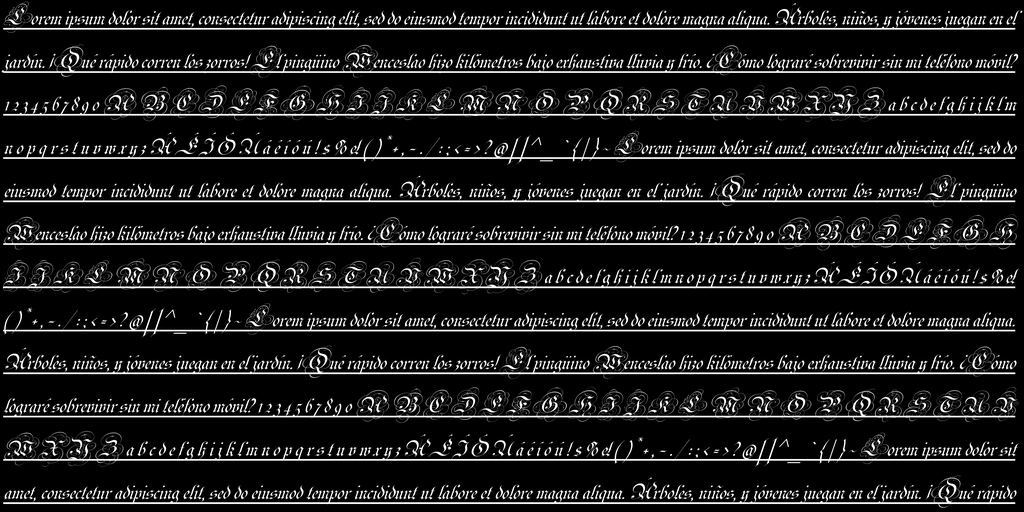 Lorem ipsum dolor sit amet, consectetur adipiscing elit, sed do eiusmod tempor incididunt ut labore et dolore magna aliqua. Árboles, niños, y jóvenes juegan en el
jardín. ¡Qué rápido corren los zorros! El pingüino Wenceslao hizo kilómetros bajo exhaustiva lluvia y frío. ¿Cómo lograré sobrevivir sin mi teléfono móvil?
1 2 3 4 5 6 7 8 9 0 A B C D E F G H I J K L M N O P Q R S T U V W X Y Z a b c d e f g h i j k l m
n o p q r s t u v w x y z Á É Í Ó Ú á é í ó ú ! $ % & ( ) * + , - . / : ; < = > ? @ [ ] ^ _ ` { | } ~ Lorem ipsum dolor sit amet, consectetur adipiscing elit, sed do
eiusmod tempor incididunt ut labore et dolore magna aliqua. Árboles, niños, y jóvenes juegan en el jardín. ¡Qué rápido corren los zorros! El pingüino
Wenceslao hizo kilómetros bajo exhaustiva lluvia y frío. ¿Cómo lograré sobrevivir sin mi teléfono móvil? 1 2 3 4 5 6 7 8 9 0 A B C D E F G H
I J K L M N O P Q R S T U V W X Y Z a b c d e f g h i j k l m n o p q r s t u v w x y z Á É Í Ó Ú á é í ó ú ! $ % &
( ) * + , - . / : ; < = > ? @ [ ] ^ _ ` { | } ~ Lorem ipsum dolor sit amet, consectetur adipiscing elit, sed do eiusmod tempor incididunt ut labore et dolore magna aliqua.
Árboles, niños, y jóvenes juegan en el jardín. ¡Qué rápido corren los zorros! El pingüino Wenceslao hizo kilómetros bajo exhaustiva lluvia y frío. ¿Cómo
lograré sobrevivir sin mi teléfono móvil? 1 2 3 4 5 6 7 8 9 0 A B C D E F G H I J K L M N O P Q R S T U V
W X Y Z a b c d e f g h i j k l m n o p q r s t u v w x y z Á É Í Ó Ú á é í ó ú ! $ % & ( ) * + , - . / : ; < = > ? @ [ ] ^ _ ` { | } ~ Lorem ipsum dolor sit
amet, consectetur adipiscing elit, sed do eiusmod tempor incididunt ut labore et dolore magna aliqua. Árboles, niños, y jóvenes juegan en el jardín. ¡Qué rápido